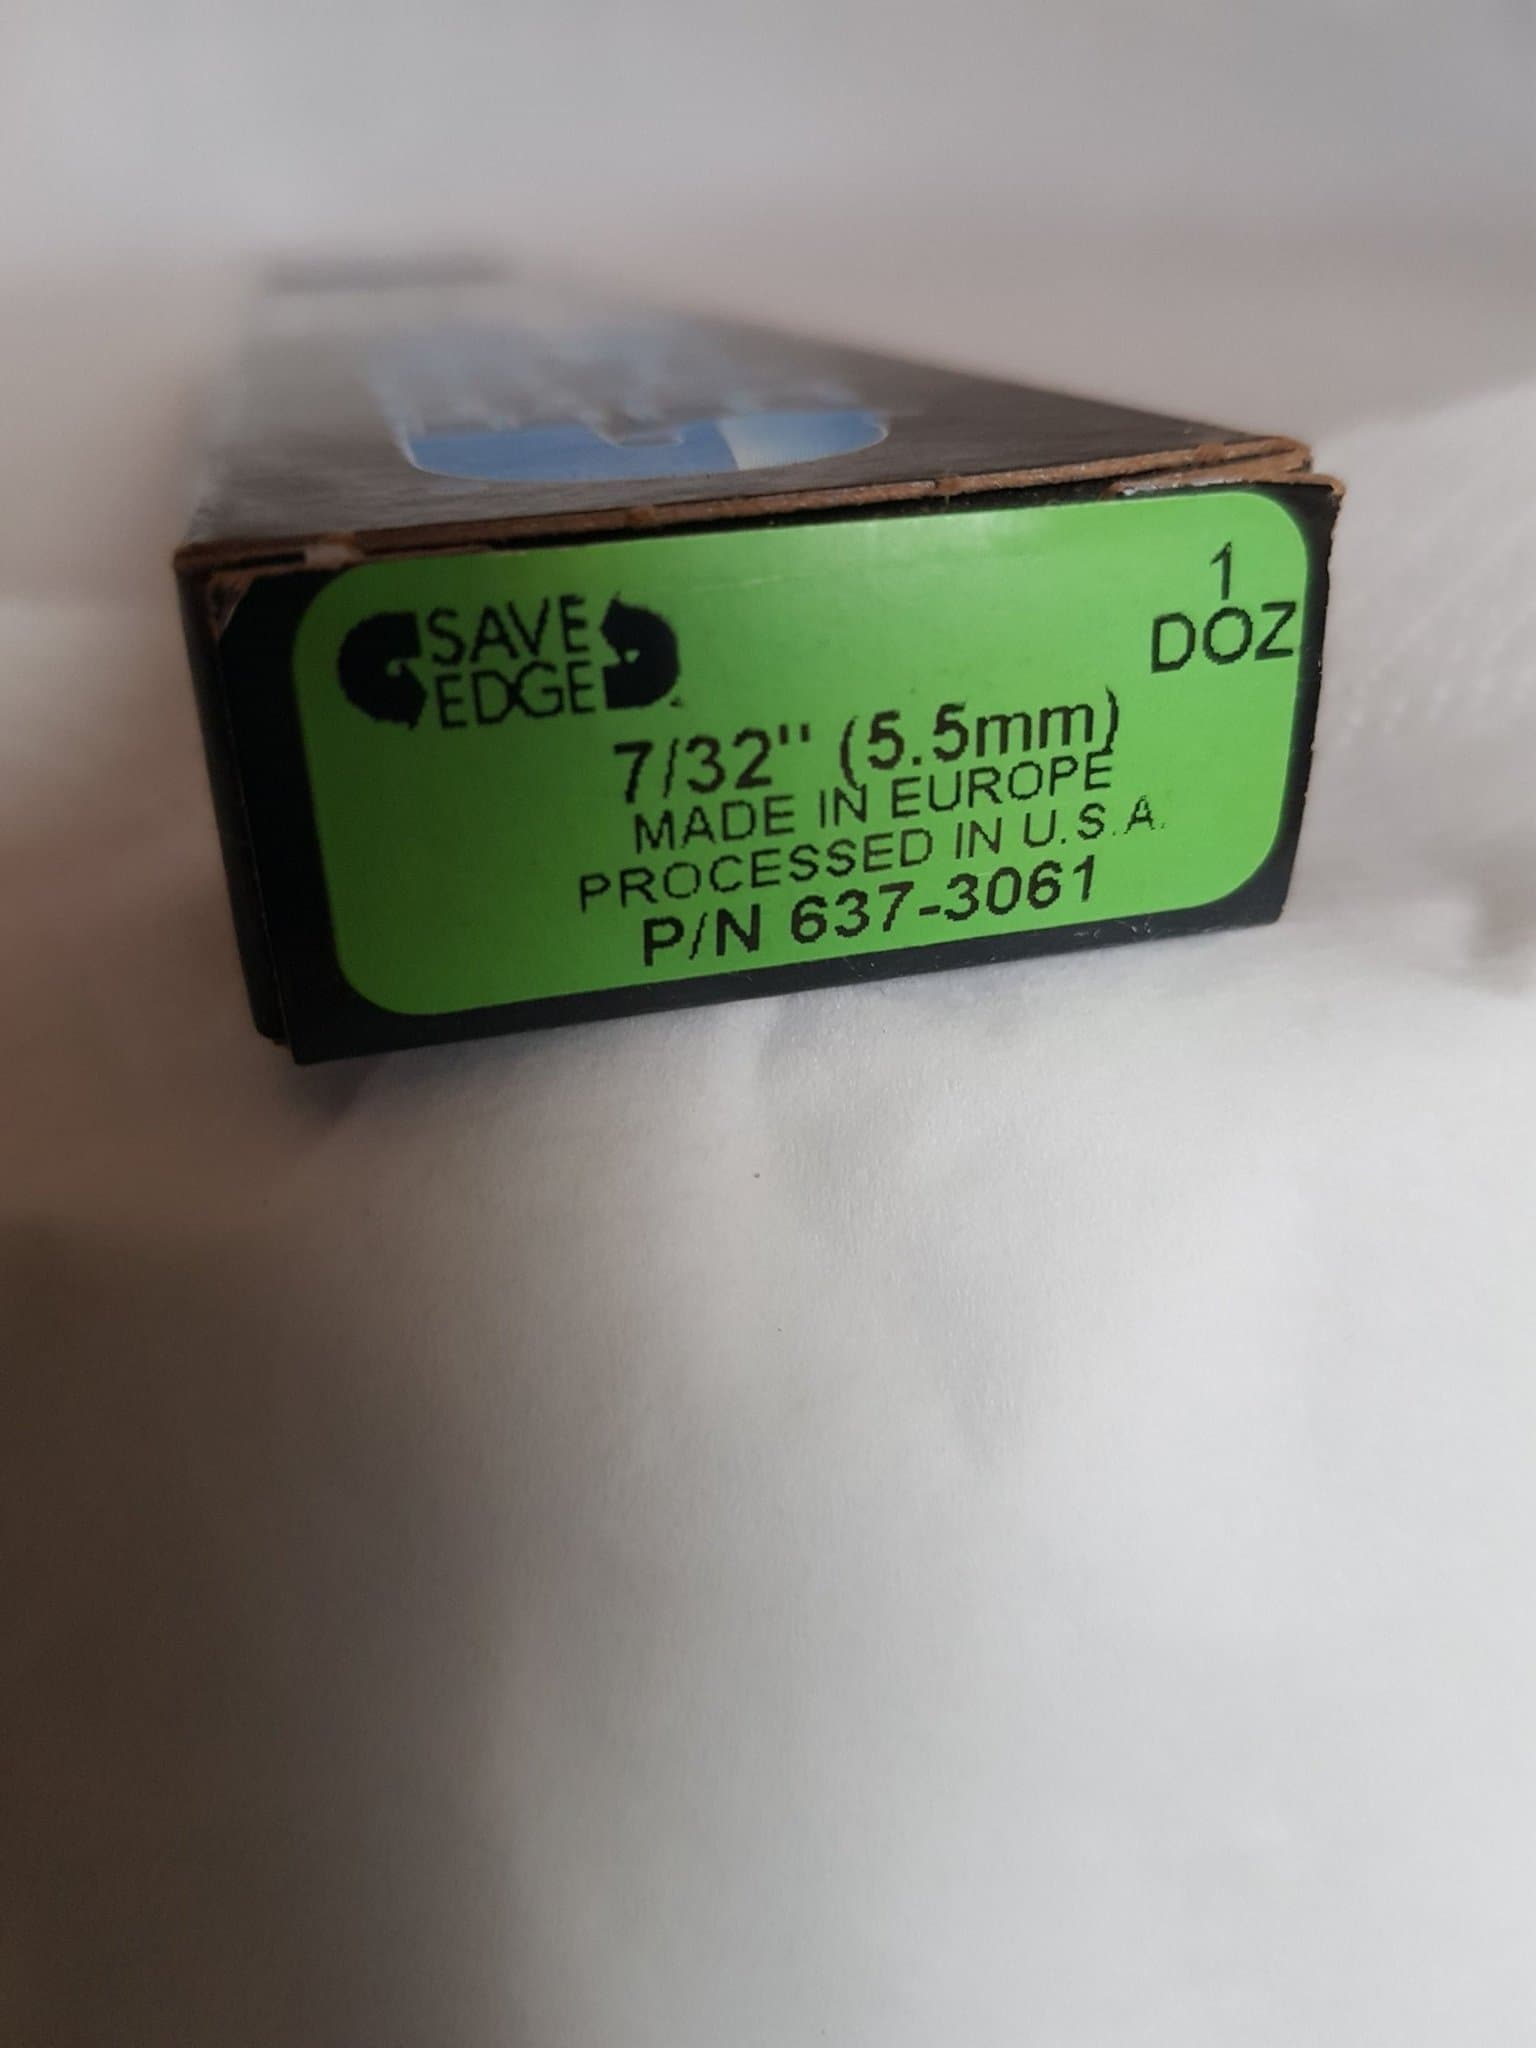 SAVE
EDGE
1
DOZ
7/32" (5.5mm)
MADE IN EUROPE
PROCESSED IN U.S.A.
P/N 637-3061